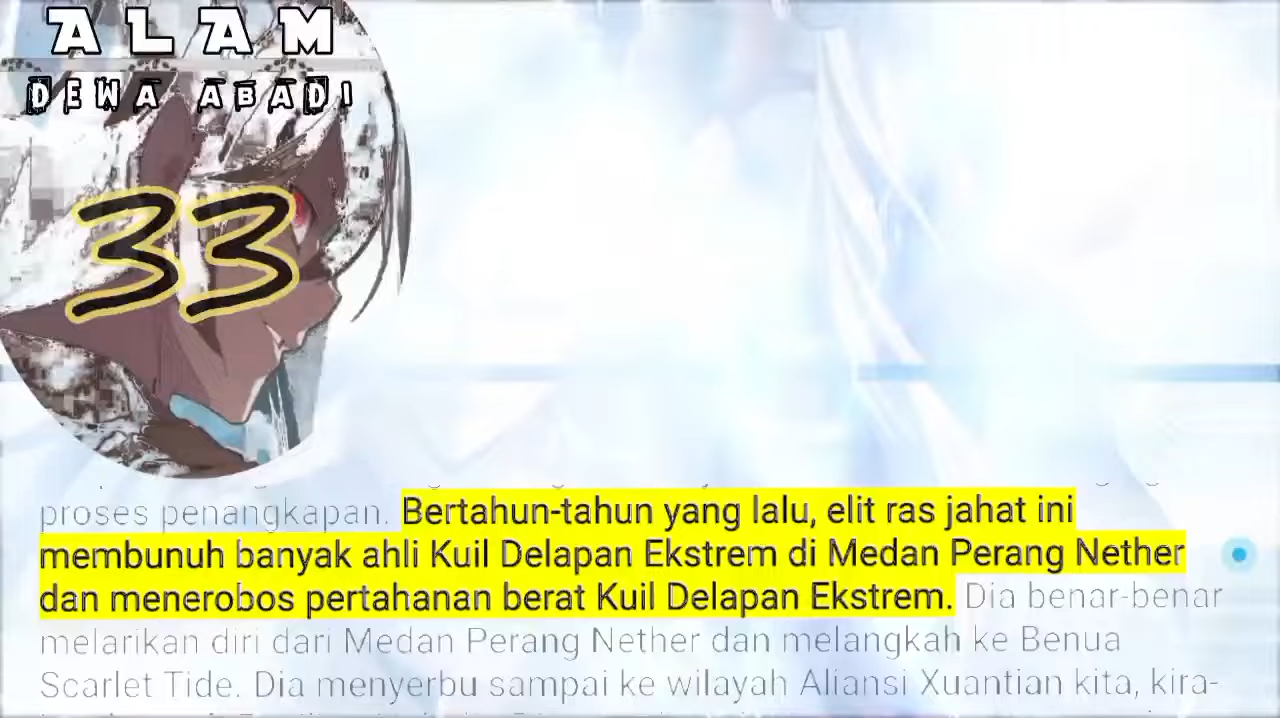 ALAM
DEWA ABADI
33
proses penangkapan. Bertahun-tahun yang lalu, elit ras jahat ini
membunuh banyak ahli Kuil Delapan Ekstrem di Medan Perang Nether
dan menerobos pertahanan berat Kuil Delapan Ekstrem. Dia benar-benar
melarikan diri dari Medan Perang Nether dan melangkah ke Benua
Scarlet Tide. Dia menyerbu sampai ke wilayah Aliansi Xuantian kita, kira-